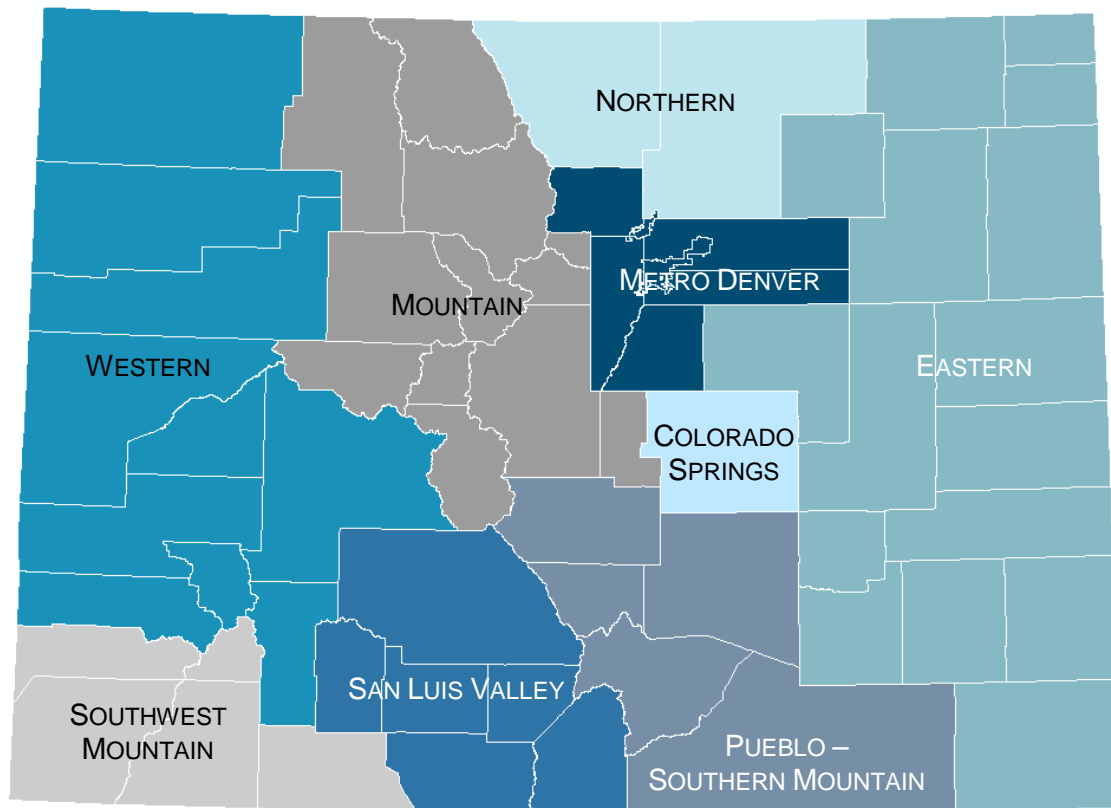 NORTHERN
METRO DENVER
MOUNTAIN
WESTERN
EASTERN
COLORADO
SPRINGS
SAN LUIS VALLEY
SOUTHWEST
MOUNTAIN
PUEBLO –
SOUTHERN MOUNTAIN